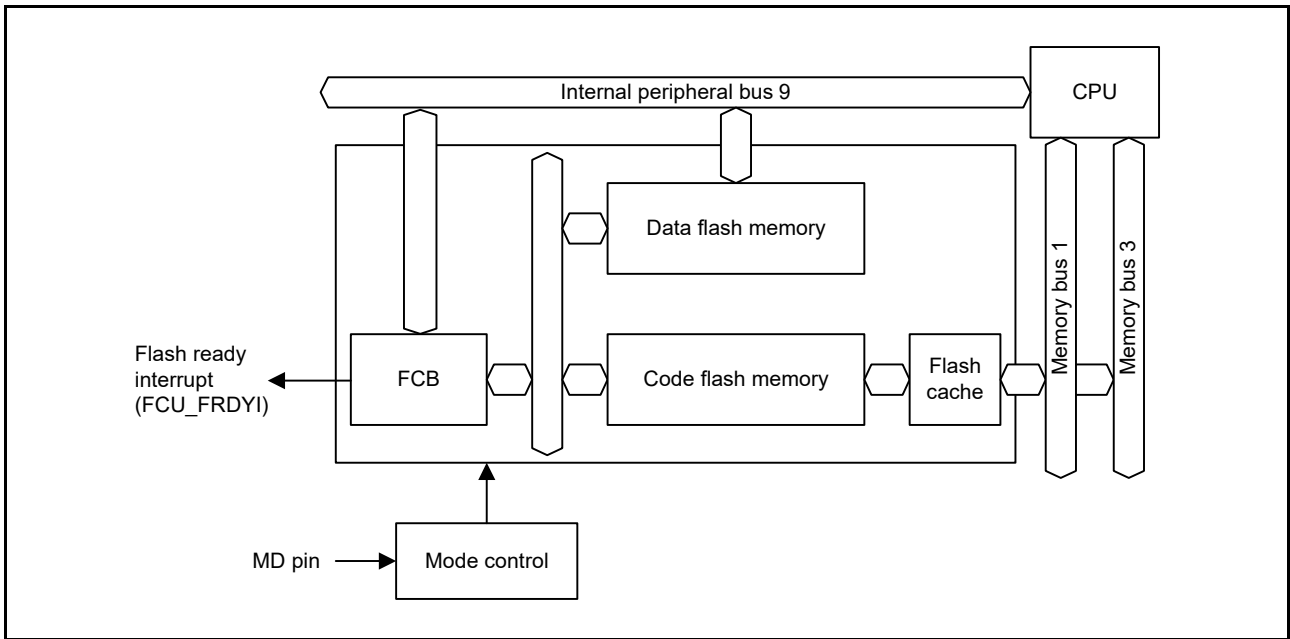 Internal peripheral bus 9
CPU
Data flash memory
Memory bus 1
Memory bus 3
Flash ready
interrupt
(FCU_FRDYI)
FCB
Code flash memory
Flash
cache
MD pin
Mode control